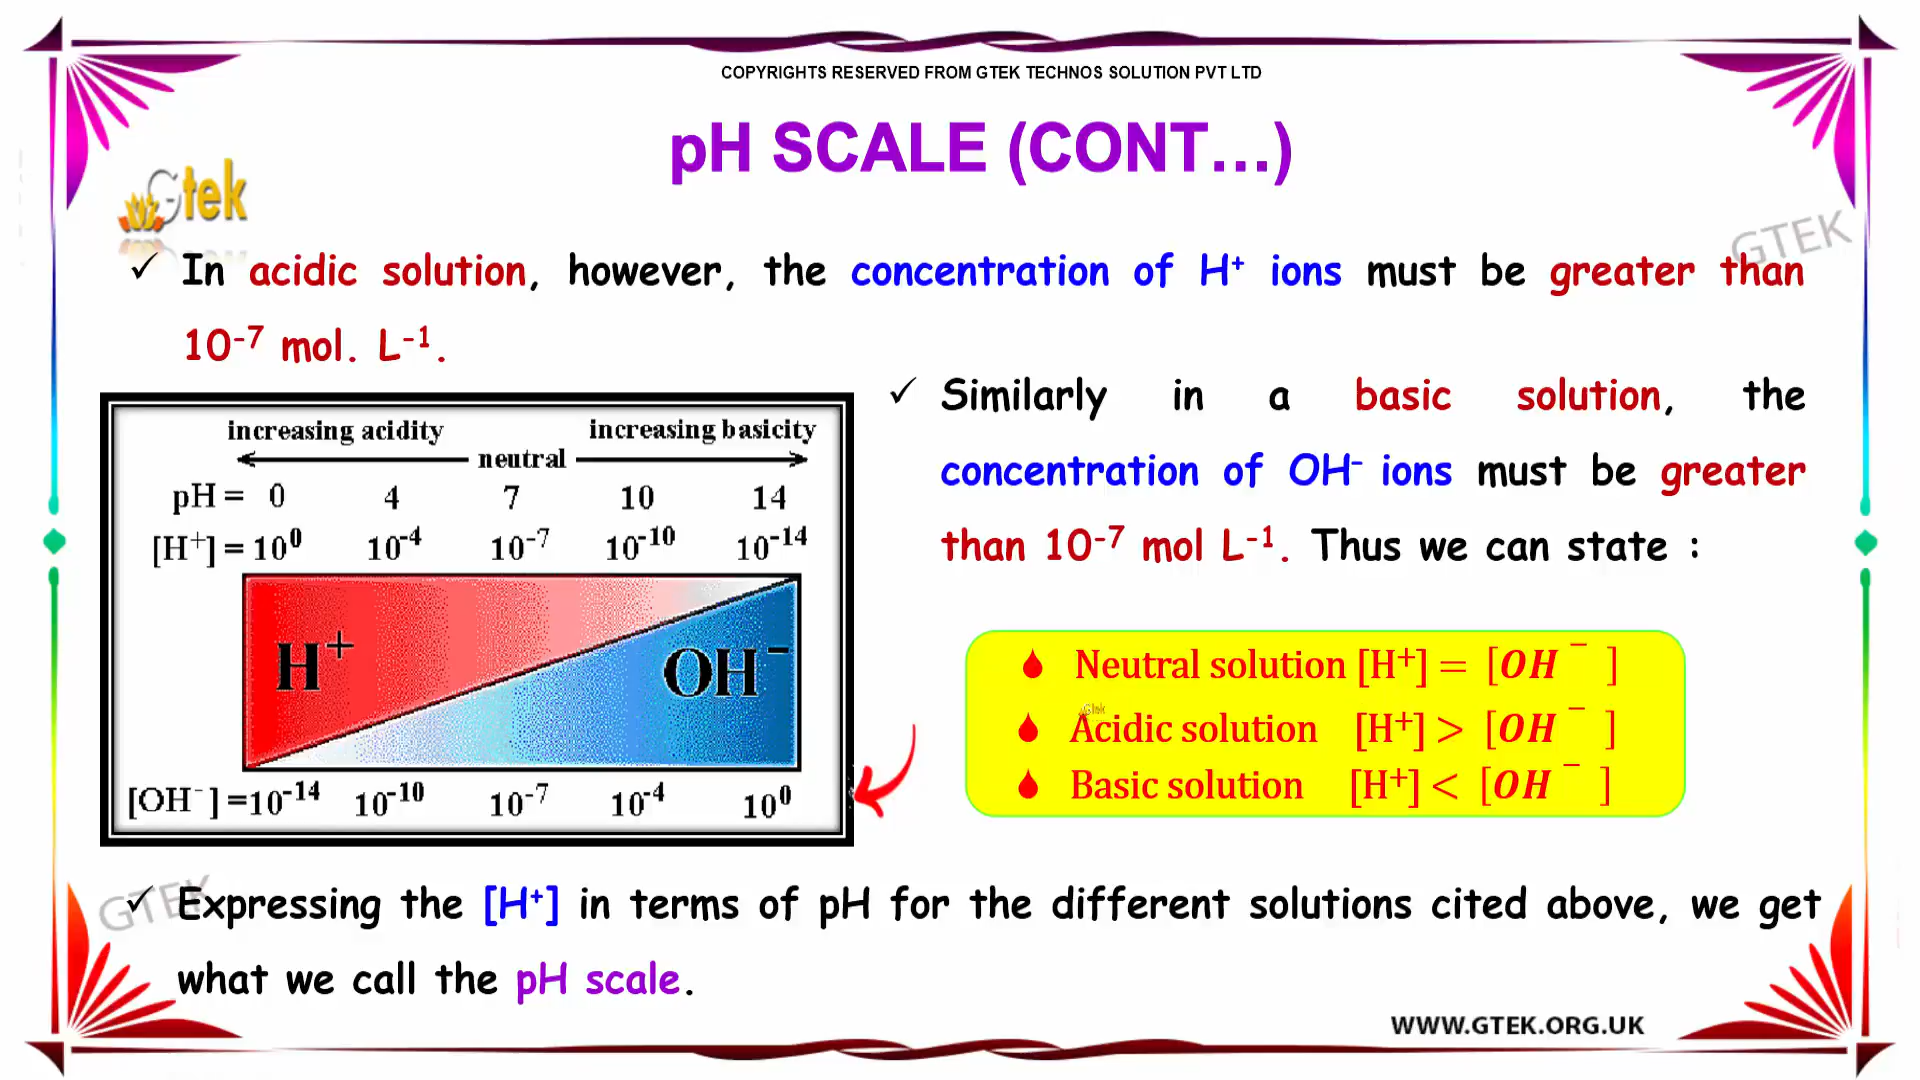 COPYRIGHTS RESERVED FROM GTEK TECHNOS SOLUTION PVT LTD
pH SCALE (CONT...)
Gtek
GTEK
✓ In acidic solution, however, the concentration of H⁺ ions must be greater than
10⁻⁷ mol. L⁻¹.
✓ Similarly in a basic solution, the
concentration of OH⁻ ions must be greater
than 10⁻⁷ mol L⁻¹. Thus we can state :
increasing acidity increasing basicity
neutral
pH = 0 4 7 10 14
[H⁺] = 10⁰ 10⁻⁴ 10⁻⁷ 10⁻¹⁰ 10⁻¹⁴
H⁺ OH⁻
[OH⁻] =10⁻¹⁴ 10⁻¹⁰ 10⁻⁷ 10⁻⁴ 10⁰
Neutral solution [H⁺] = [OH⁻]
Gtek
Acidic solution [H⁺] > [OH⁻]
Basic solution [H⁺] < [OH⁻]
GTEK
✓ Expressing the [H⁺] in terms of pH for the different solutions cited above, we get
what we call the pH scale.
WWW.GTEK.ORG.UK